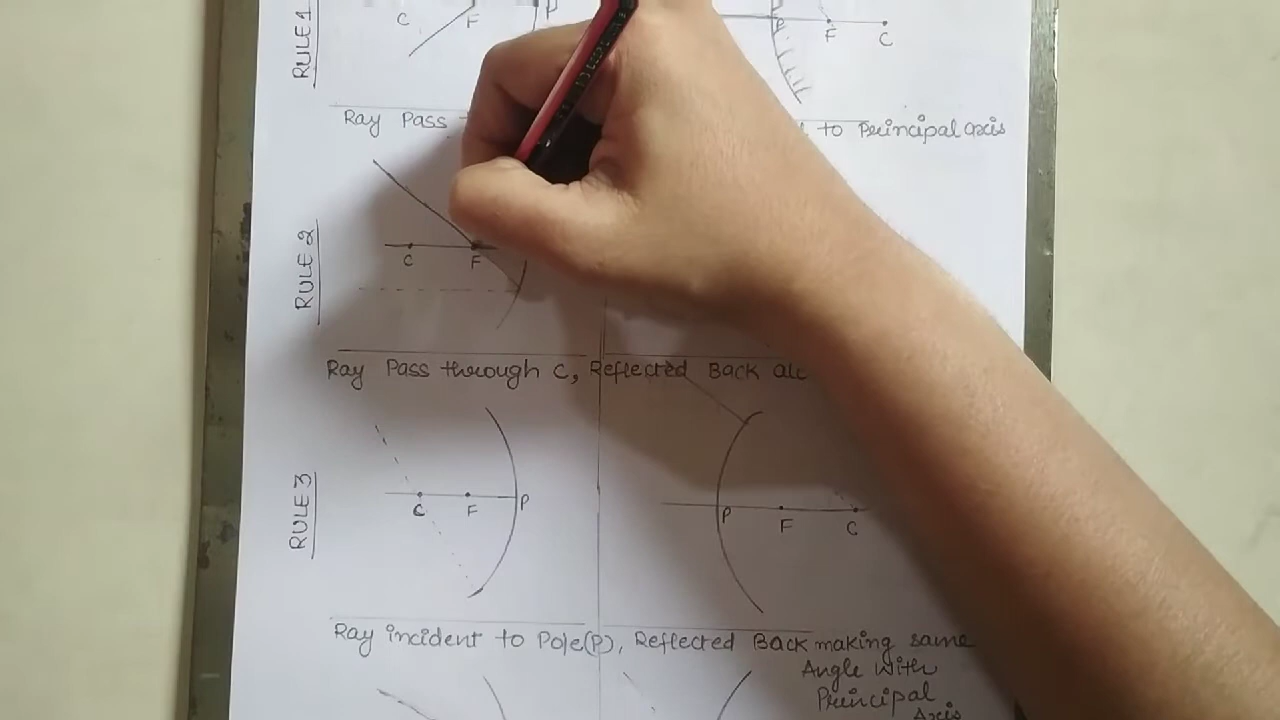 RULE 1
C F P
P F C
Ray Pass to Principal axis
RULE 2
C F
Ray Pass through C, Reflected Back
RULE 3
C F P
P F C
Ray incident to Pole(P), Reflected Back making same
Angle with
Principal
Axis